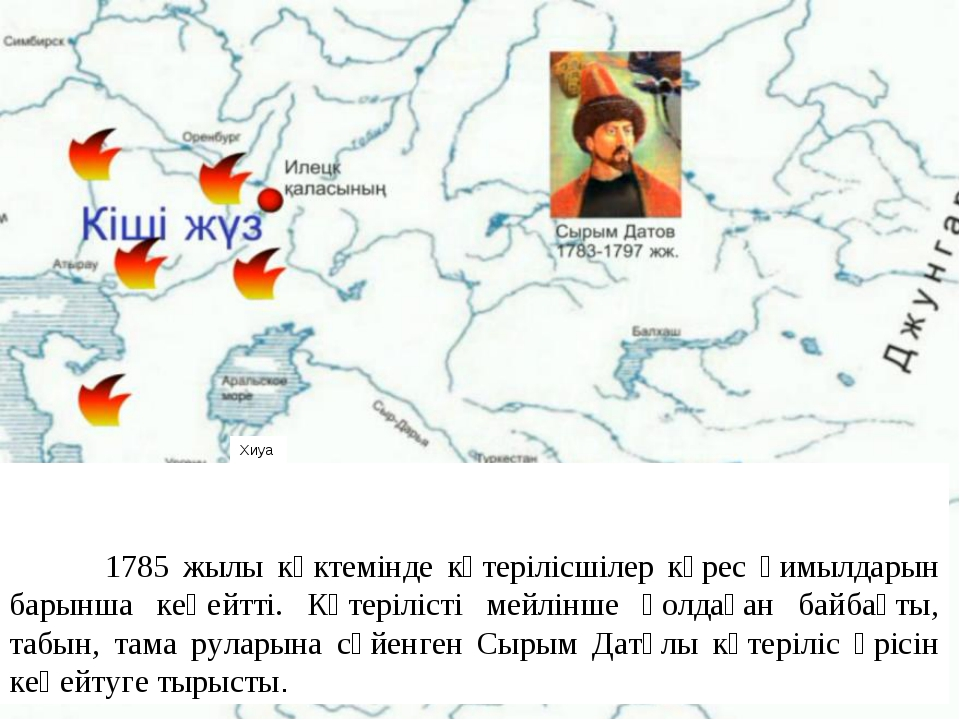 Симбирск
Оренбург
тобыл
Илецк
қаласының
Кіші жүз
Атырау
Сырым Датов
1783-1797 жж.
Джунгар
Балхаш
Аральское
море
Сыр-Дарья
Туркестан
Хиуа
1785 жылы к�ктемінде к�терілісшілер к�рес �имылдарын
барынша ке�ейтті. К�терілісті мейлінше �олда�ан байба�ты,
табын, тама руларына с�йенген Сырым Дат�лы к�теріліс �рісін
ке�ейтуге тырысты.